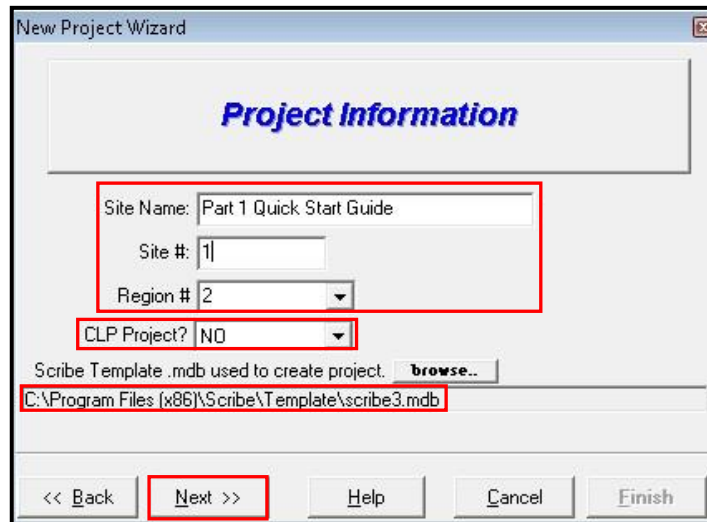 New Project Wizard
Project Information
Site Name: Part 1 Quick Start Guide
Site #: 1
Region # 2
CLP Project? NO
Scribe Template .mdb used to create project. browse..
C:\Program Files (x86)\Scribe\Template\scribe3.mdb
<< Back Next >> Help Cancel Finish